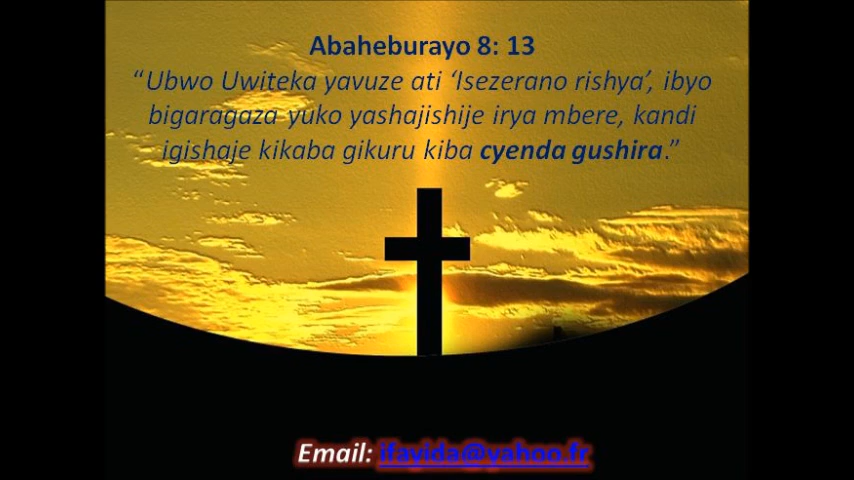 Abaheburayo 8: 13
“Ubwo Uwiteka yavuze ati ‘Isezerano rishya’, ibyo
bigaragaza yuko yashajishije irya mbere, kandi
igishaje kikaba gikuru kiba cyenda gushira.”
Email: ifayida@yahoo.fr